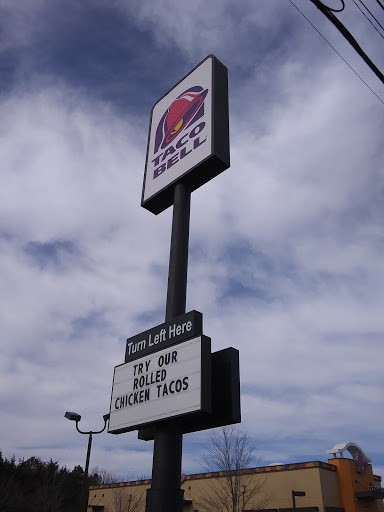 TACO
BELL
Turn Left Here
TRY OUR
ROLLED
CHICKEN TACOS